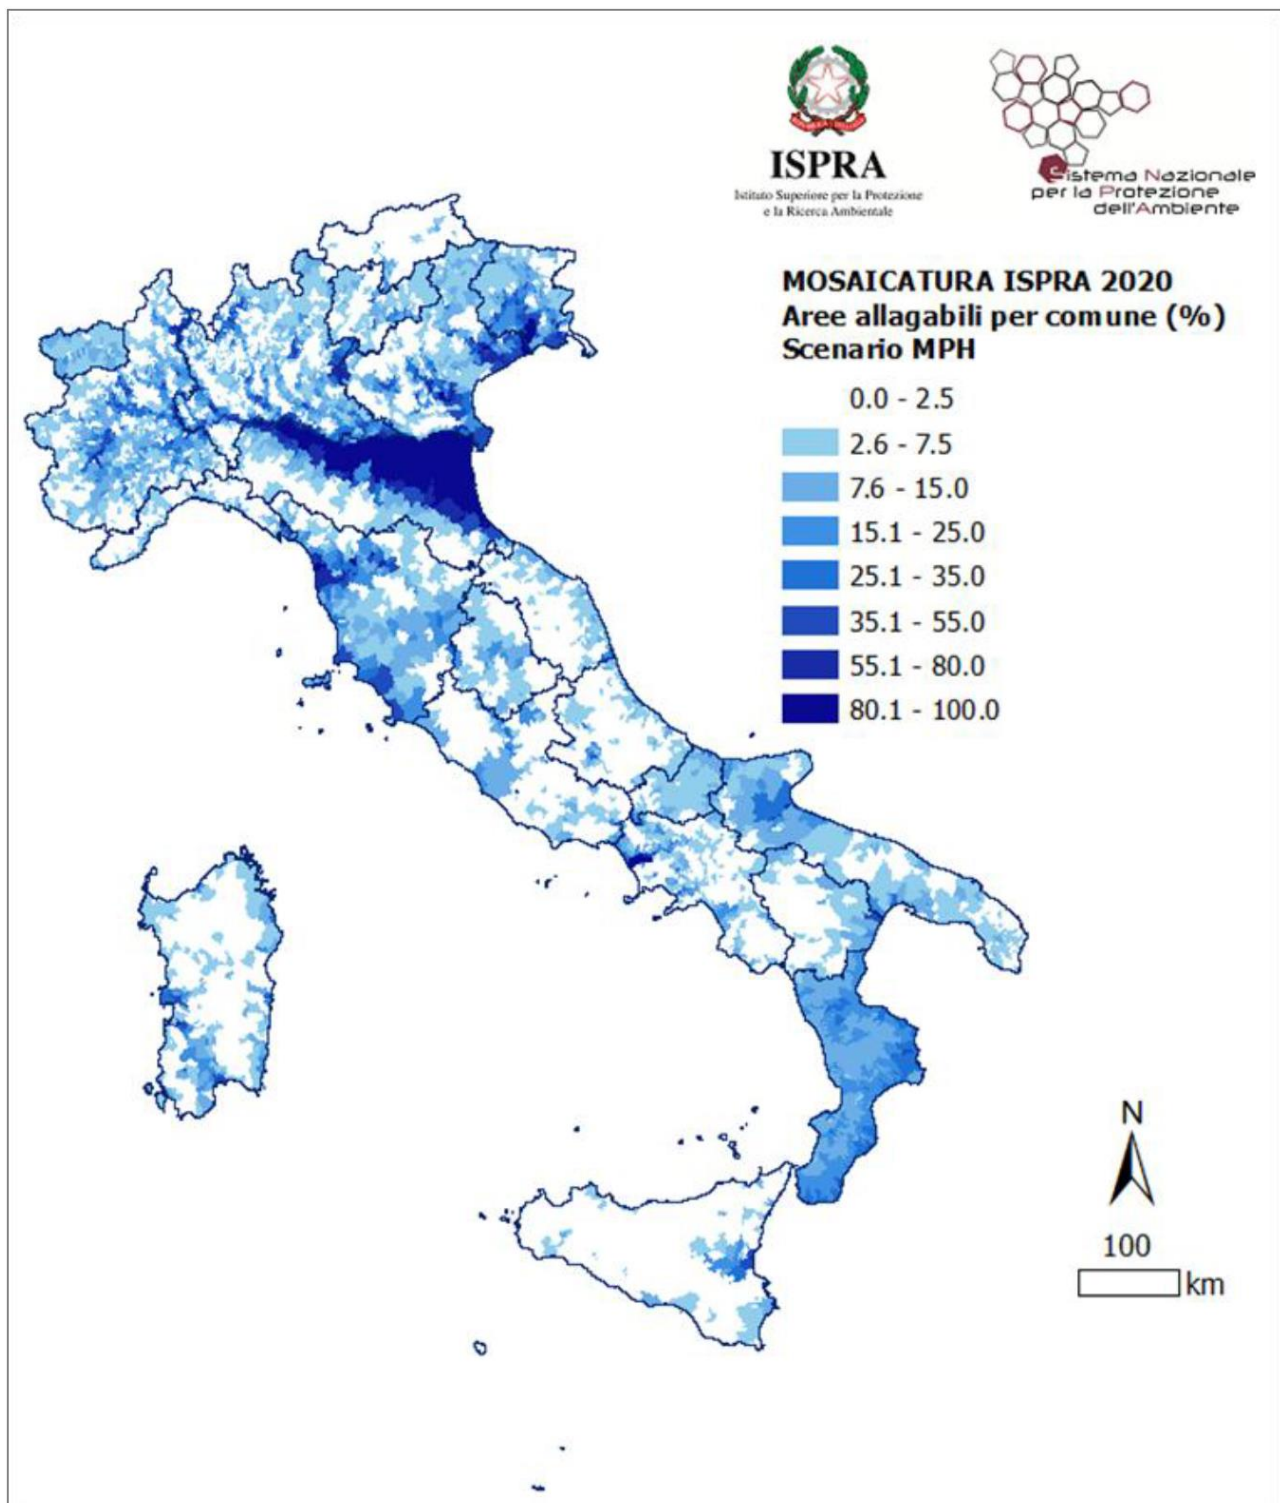 ISPRA
Istituto Superiore per la Protezione
e la Ricerca Ambientale
Sistema Nazionale
per la Protezione
dell'Ambiente
MOSAICATURA ISPRA 2020
Aree allagabili per comune (%)
Scenario MPH
0.0 - 2.5
2.6 - 7.5
7.6 - 15.0
15.1 - 25.0
25.1 - 35.0
35.1 - 55.0
55.1 - 80.0
80.1 - 100.0
N
100
km